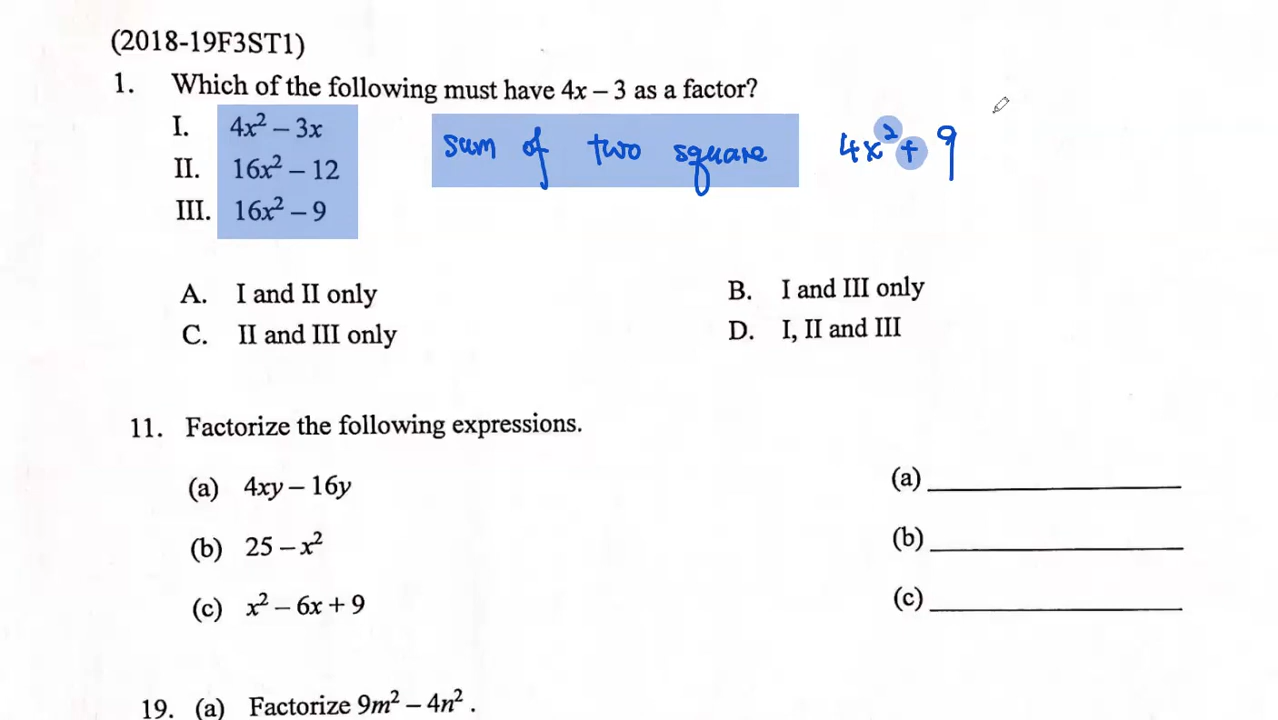 (2018-19F3ST1)
1. Which of the following must have 4x – 3 as a factor?
I. 4x² – 3x
II. 16x² – 12
III. 16x² – 9
sum of two square 4x² + 9
A. I and II only
B. I and III only
C. II and III only
D. I, II and III
11. Factorize the following expressions.
(a) 4xy – 16y
(a)
(b) 25 – x²
(b)
(c) x² – 6x + 9
(c)
19. (a) Factorize 9m² – 4n² .